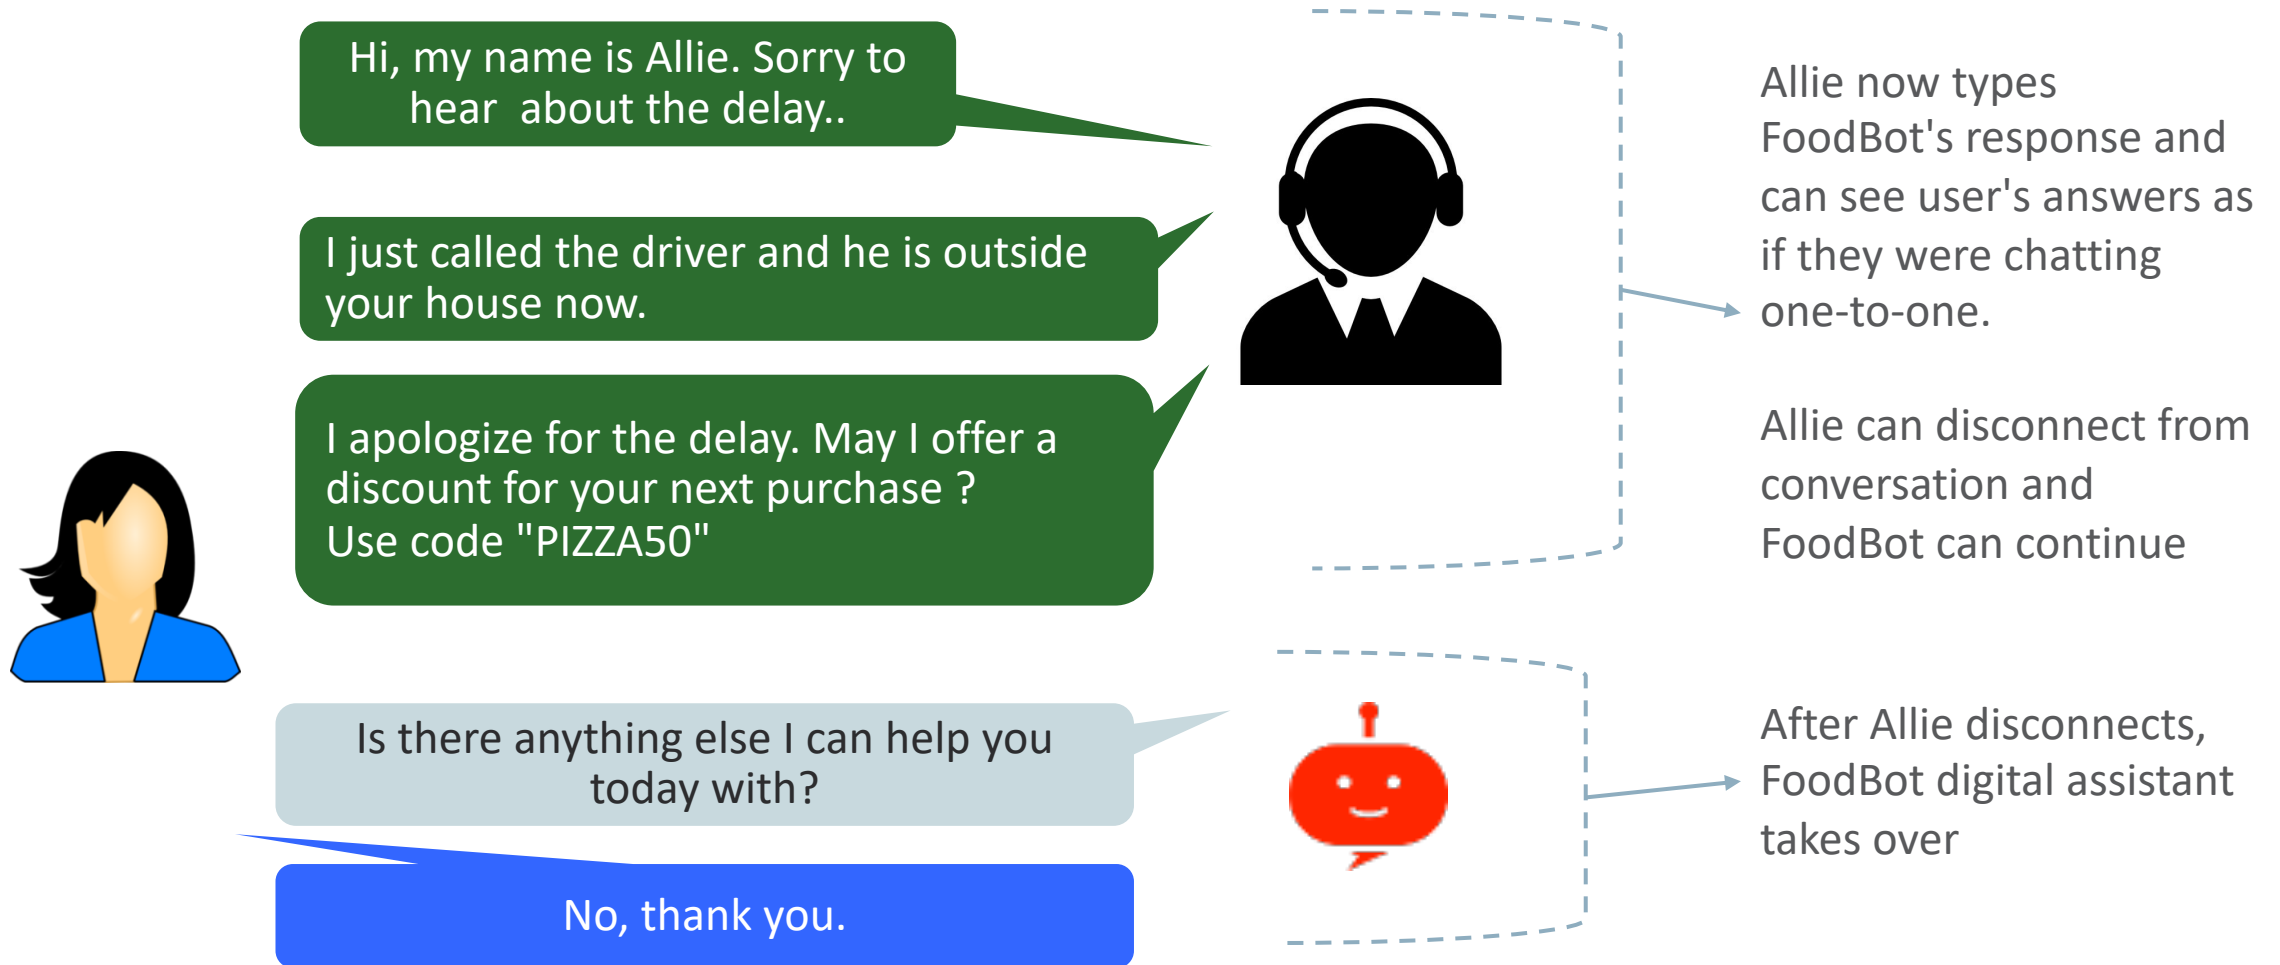 Hi, my name is Allie. Sorry to
hear  about the delay..
I just called the driver and he is outside
your house now.
I apologize for the delay. May I offer a
discount for your next purchase ?
Use code "PIZZA50"
Is there anything else I can help you
today with?
No, thank you.
Allie now types
FoodBot's response and
can see user's answers as
if they were chatting
one-to-one.
Allie can disconnect from
conversation and
FoodBot can continue
After Allie disconnects,
FoodBot digital assistant
takes over